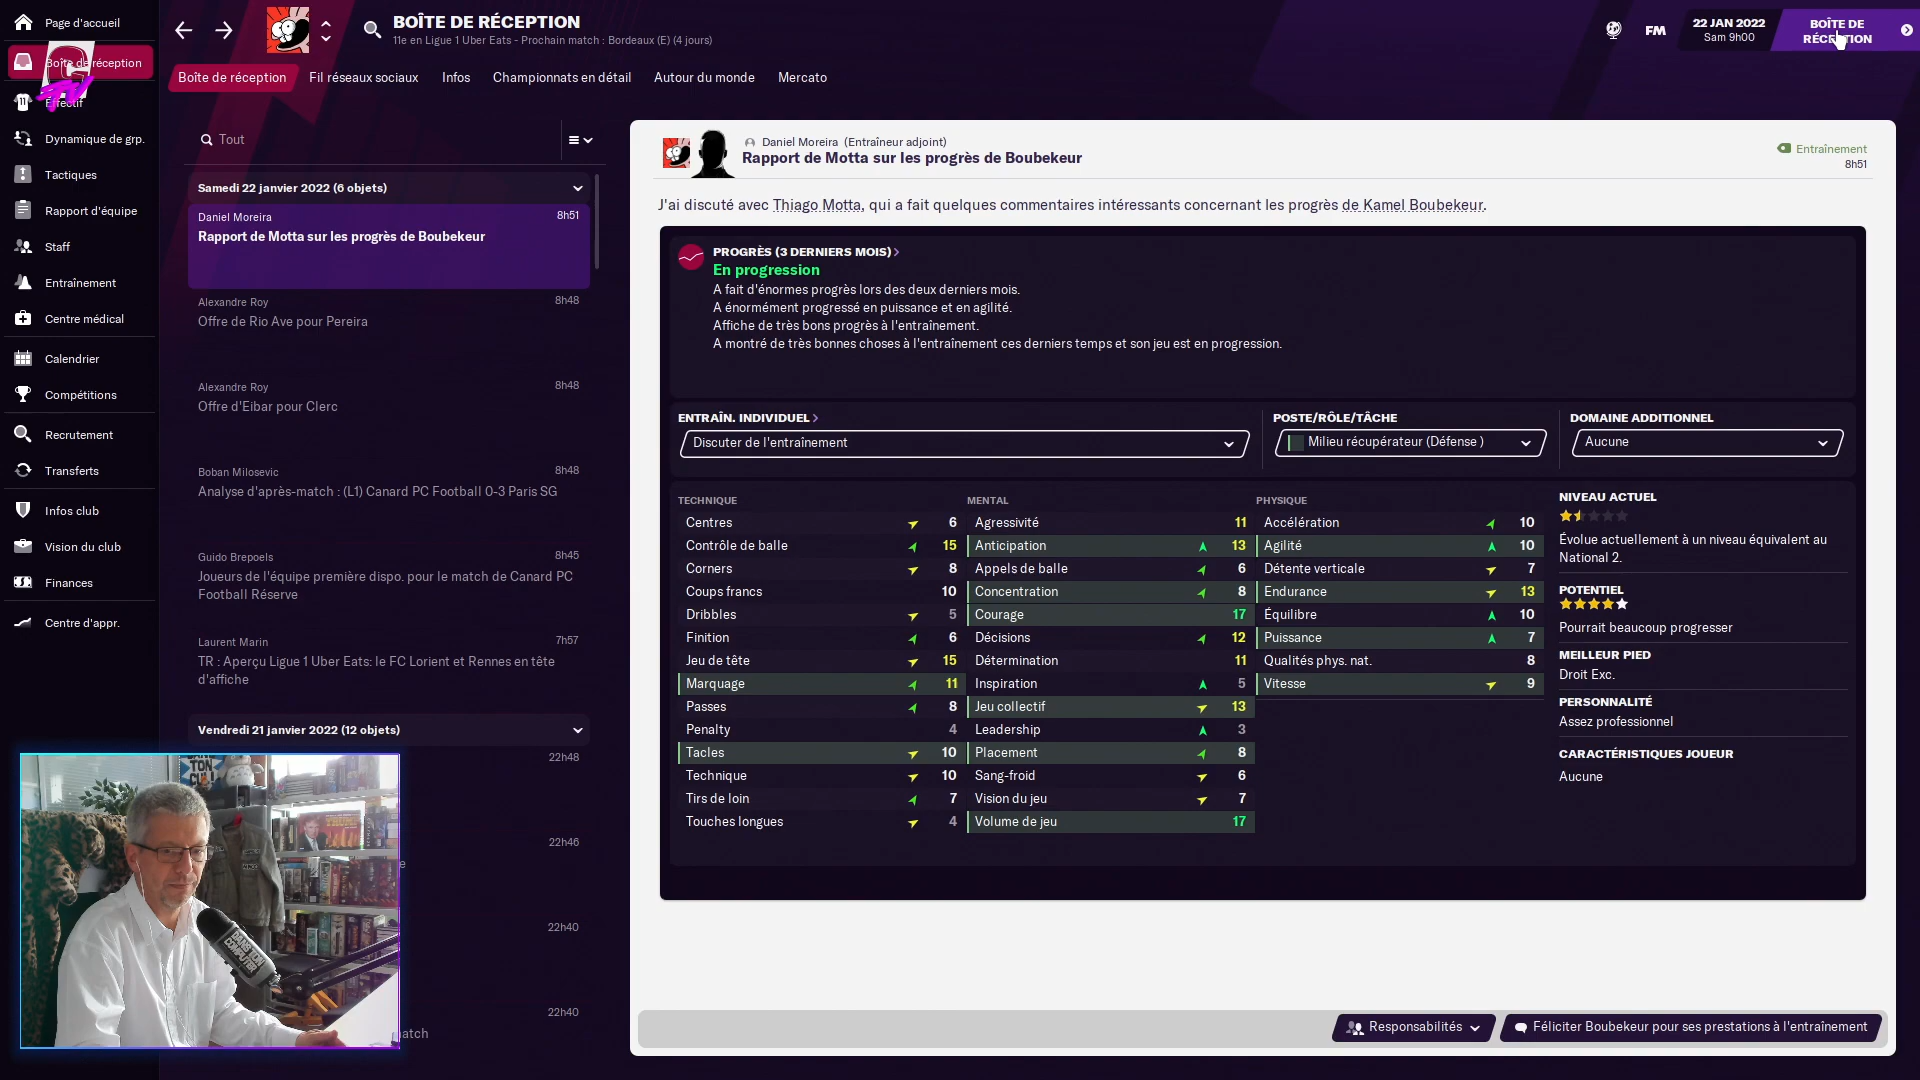 Page d'accueil
Boîte de réception
Effectif
Dynamique de grp.
Tactiques
Rapport d'équipe
Staff
Entraînement
Centre médical
Calendrier
Compétitions
Recrutement
Transferts
Infos club
Vision du club
Finances
Centre d'appr.
TV
BOÎTE DE RÉCEPTION
11e en Ligue 1 Uber Eats - Prochain match : Bordeaux (E) (4 jours)
FM
22 JAN 2022
Sam 9h00
BOÎTE DE
RÉCEPTION
Boîte de réception
Fil réseaux sociaux
Infos
Championnats en détail
Autour du monde
Mercato
Tout
Samedi 22 janvier 2022 (6 objets)
Daniel Moreira 8h51
Rapport de Motta sur les progrès de Boubekeur
Alexandre Roy 8h48
Offre de Rio Ave pour Pereira
Alexandre Roy 8h48
Offre d'Eibar pour Clerc
Boban Milosevic 8h48
Analyse d'après-match : (L1) Canard PC Football 0-3 Paris SG
Guido Brepoels 8h45
Joueurs de l'équipe première dispo. pour le match de Canard PC
Football Réserve
Laurent Marin 7h57
TR : Aperçu Ligue 1 Uber Eats: le FC Lorient et Rennes en tête
d'affiche
Vendredi 21 janvier 2022 (12 objets)
22h48
22h46
22h40
22h40
DANS TON COMPUTER
Daniel Moreira (Entraîneur adjoint)
Rapport de Motta sur les progrès de Boubekeur
Entraînement
8h51
J'ai discuté avec Thiago Motta, qui a fait quelques commentaires intéressants concernant les progrès de Kamel Boubekeur.
PROGRÈS (3 DERNIERS MOIS)
En progression
A fait d'énormes progrès lors des deux derniers mois.
A énormément progressé en puissance et en agilité.
Affiche de très bons progrès à l'entraînement.
A montré de très bonnes choses à l'entraînement ces derniers temps et son jeu est en progression.
ENTRAÎN. INDIVIDUEL
Discuter de l'entraînement
POSTE/RÔLE/TÂCHE
Milieu récupérateur (Défense )
DOMAINE ADDITIONNEL
Aucune
TECHNIQUE
Centres 6
Contrôle de balle 15
Corners 8
Coups francs 10
Dribbles 5
Finition 6
Jeu de tête 15
Marquage 11
Passes 8
Penalty 4
Tacles 10
Technique 10
Tirs de loin 7
Touches longues 4
MENTAL
Agressivité 11
Anticipation 13
Appels de balle 6
Concentration 8
Courage 17
Décisions 12
Détermination 11
Inspiration 5
Jeu collectif 13
Leadership 3
Placement 8
Sang-froid 6
Vision du jeu 7
Volume de jeu 17
PHYSIQUE
Accélération 10
Agilité 10
Détente verticale 7
Endurance 13
Équilibre 10
Puissance 7
Qualités phys. nat. 8
Vitesse 9
NIVEAU ACTUEL
Évolue actuellement à un niveau équivalent au
National 2.
POTENTIEL
Pourrait beaucoup progresser
MEILLEUR PIED
Droit Exc.
PERSONNALITÉ
Assez professionnel
CARACTÉRISTIQUES JOUEUR
Aucune
Responsabilités
Féliciter Boubekeur pour ses prestations à l'entraînement